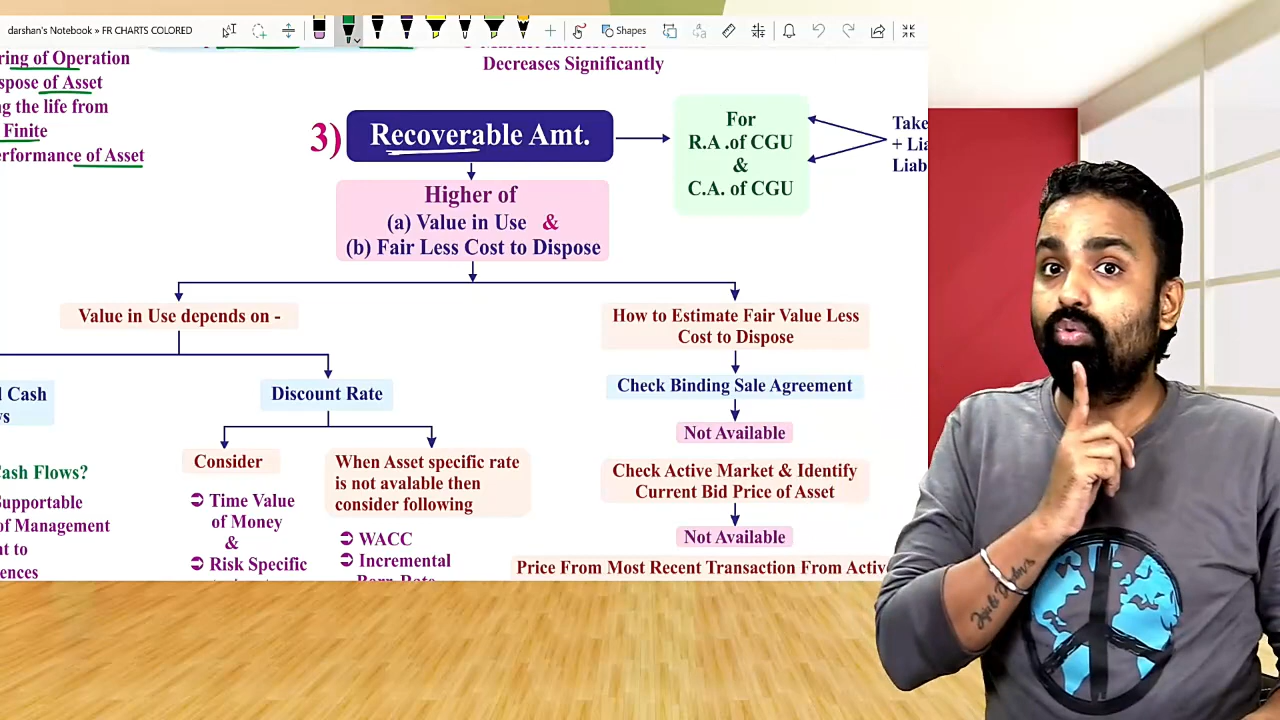 darshan's Notebook » FR CHARTS COLORED
Shapes
ring of Operation
spose of Asset
ng the life from
Finite
erformance of Asset
Decreases Significantly
3) Recoverable Amt.
For
R.A .of CGU
&
C.A. of CGU
Take
+ Lia
Liab
Higher of
(a) Value in Use &
(b) Fair Less Cost to Dispose
Value in Use depends on -
Cash
Cash Flows?
Supportable
of Management
Discount Rate
Consider
➲ Time Value
of Money
&
➲ Risk Specific
When Asset specific rate
is not avalable then
consider following
➲ WACC
➲ Incremental
How to Estimate Fair Value Less
Cost to Dispose
Check Binding Sale Agreement
Not Available
Check Active Market & Identify
Current Bid Price of Asset
Not Available
Price From Most Recent Transaction From Active